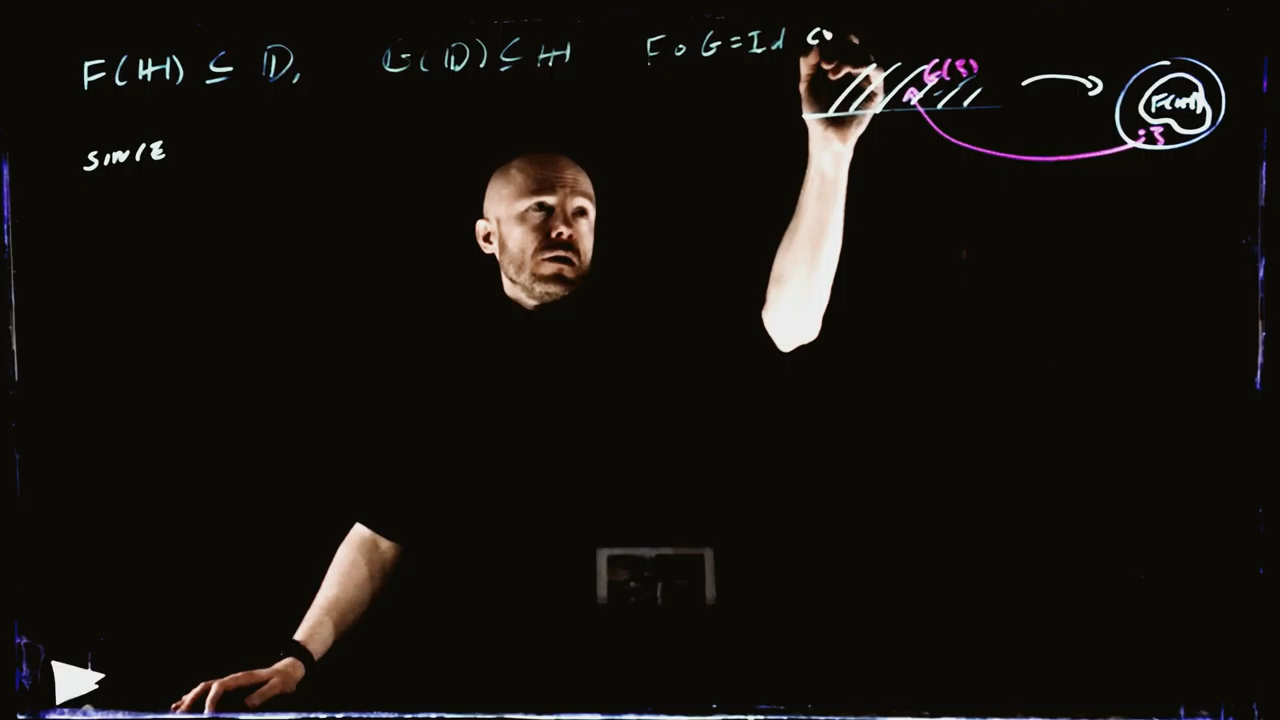 F(ℍ) ⊆ 𝔻, G(𝔻) ⊆ ℍ F∘G=Id
G(3)
F(ℍ)
:3
SINCE